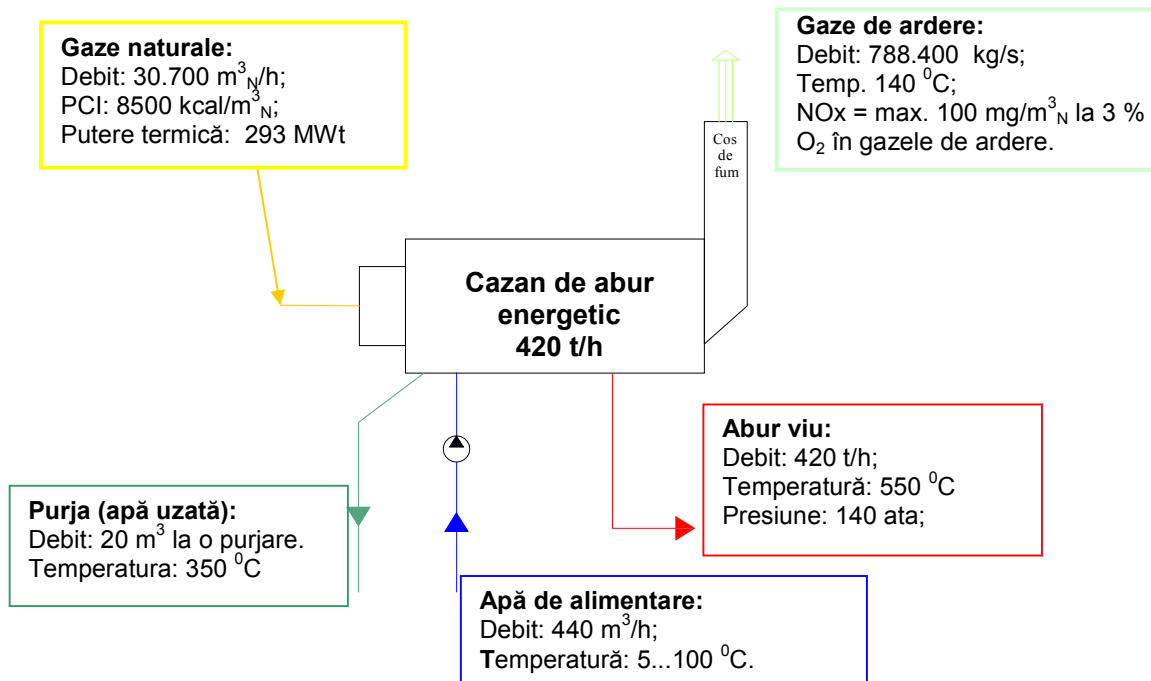 Gaze naturale:
Debit: 30.700 m³N/h;
PCI: 8500 kcal/m³N;
Putere termică: 293 MWt
Gaze de ardere:
Debit: 788.400 kg/s;
Temp. 140 ⁰C;
NOx = max. 100 mg/m³N la 3 %
O₂ în gazele de ardere.
Cos
de
fum
Cazan de abur
energetic
420 t/h
Abur viu:
Debit: 420 t/h;
Temperatură: 550 ⁰C
Presiune: 140 ata;
Purja (apă uzată):
Debit: 20 m³ la o purjare.
Temperatura: 350 ⁰C
Apă de alimentare:
Debit: 440 m³/h;
Temperatură: 5...100 ⁰C.